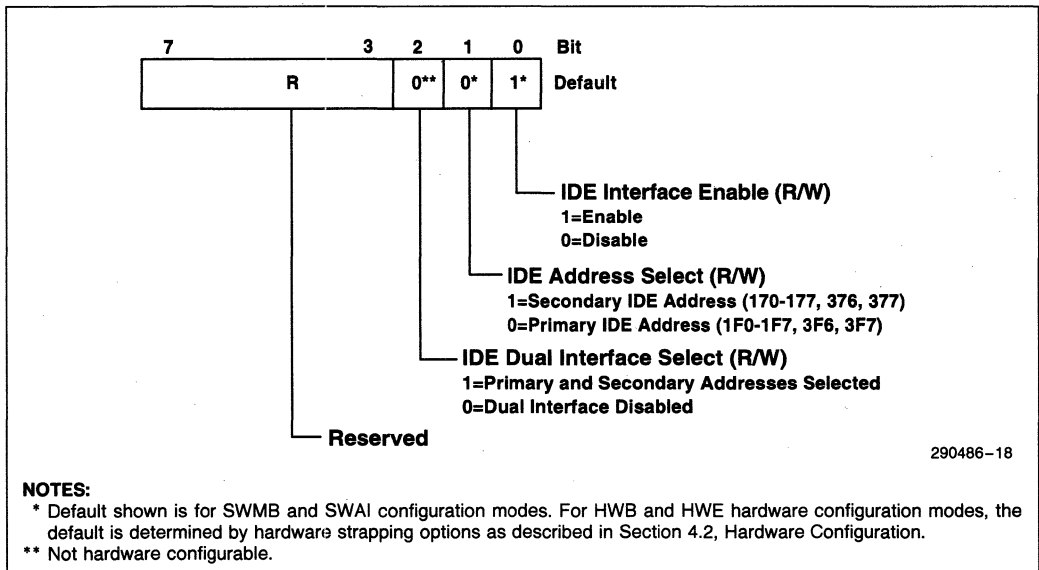 7 3 2 1 0 Bit
R 0** 0* 1* Default
IDE Interface Enable (R/W)
1=Enable
0=Disable
IDE Address Select (R/W)
1=Secondary IDE Address (170-177, 376, 377)
0=Primary IDE Address (1F0-1F7, 3F6, 3F7)
IDE Dual Interface Select (R/W)
1=Primary and Secondary Addresses Selected
0=Dual Interface Disabled
Reserved
290486-18
NOTES:
* Default shown is for SWMB and SWAI configuration modes. For HWB and HWE hardware configuration modes, the
default is determined by hardware strapping options as described in Section 4.2, Hardware Configuration.
** Not hardware configurable.